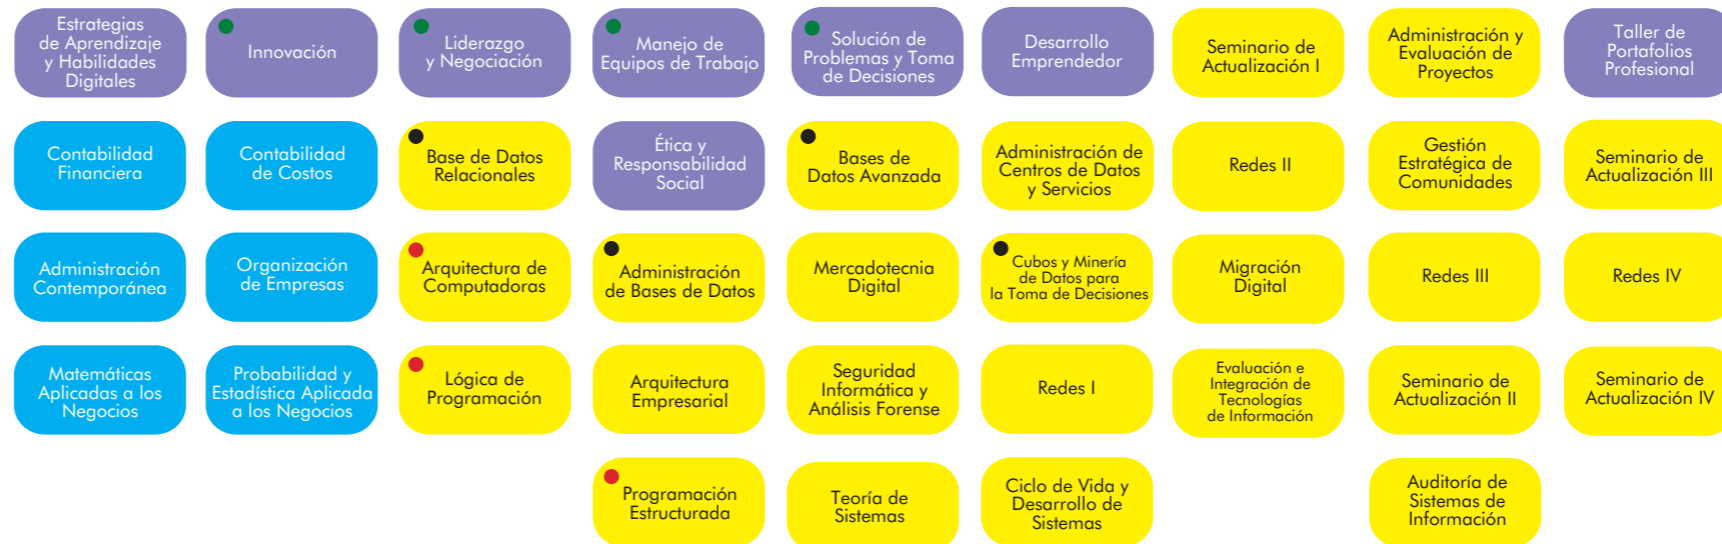 Estrategias
de Aprendizaje
y Habilidades
Digitales
Innovación
Liderazgo
y Negociación
Manejo de
Equipos de Trabajo
Solución de
Problemas y Toma
de Decisiones
Desarrollo
Emprendedor
Seminario de
Actualización I
Administración y
Evaluación de
Proyectos
Taller de
Portafolios
Profesional
Contabilidad
Financiera
Contabilidad
de Costos
Base de Datos
Relacionales
Ética y
Responsabilidad
Social
Bases de
Datos Avanzada
Administración de
Centros de Datos
y Servicios
Redes II
Gestión
Estratégica de
Comunidades
Seminario de
Actualización III
Administración
Contemporánea
Organización
de Empresas
Arquitectura de
Computadoras
Administración
de Bases de Datos
Mercadotecnia
Digital
Cubos y Minería
de Datos para
la Toma de Decisiones
Migración
Digital
Redes III
Redes IV
Matemáticas
Aplicadas a los
Negocios
Probabilidad y
Estadística Aplicada
a los Negocios
Lógica de
Programación
Arquitectura
Empresarial
Seguridad
Informática y
Análisis Forense
Redes I
Evaluación e
Integración de
Tecnologías
de Información
Seminario de
Actualización II
Seminario de
Actualización IV
Programación
Estructurada
Teoría de
Sistemas
Ciclo de Vida y
Desarrollo de
Sistemas
Auditoría de
Sistemas de
Información